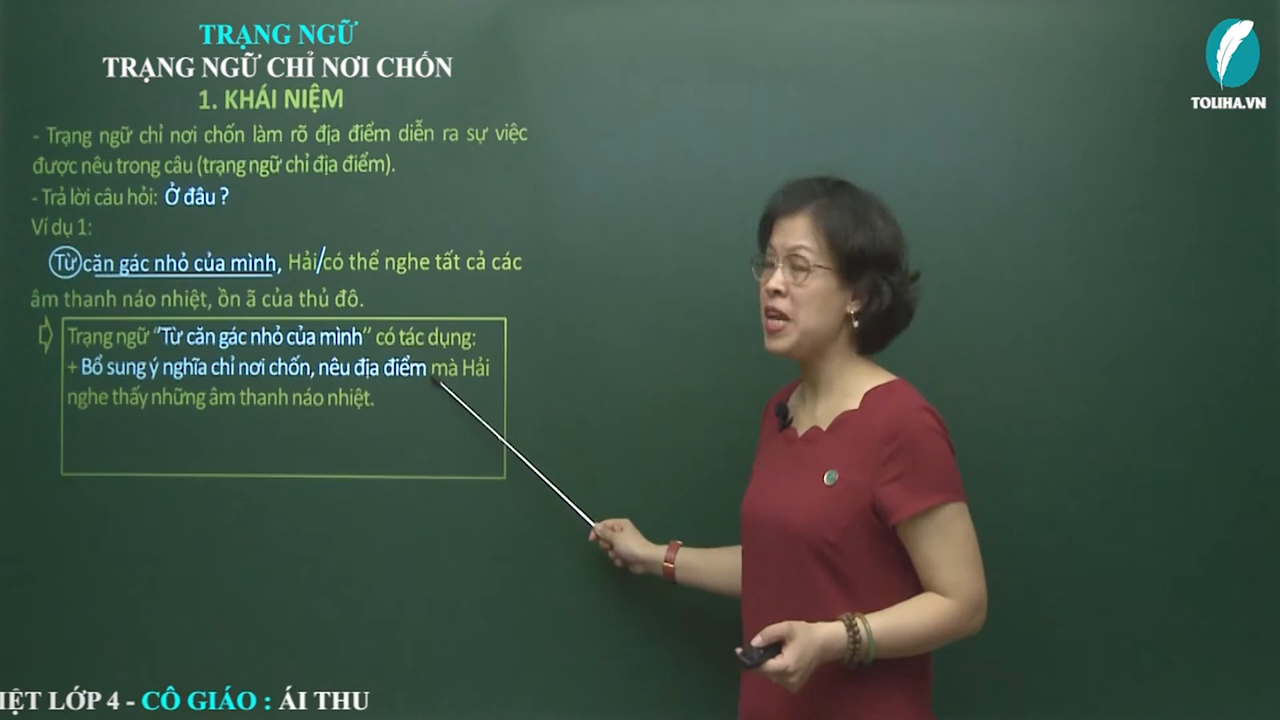 TRẠNG NGỮ
TRẠNG NGỮ CHỈ NƠI CHỐN
1. KHÁI NIỆM
- Trạng ngữ chỉ nơi chốn làm rõ địa điểm diễn ra sự việc
được nêu trong câu (trạng ngữ chỉ địa điểm).
- Trả lời câu hỏi: Ở đâu ?
Ví dụ 1:
Từ căn gác nhỏ của mình, Hải/có thể nghe tất cả các
âm thanh náo nhiệt, ồn ã của thủ đô.
Trạng ngữ "Từ căn gác nhỏ của mình" có tác dụng:
+ Bổ sung ý nghĩa chỉ nơi chốn, nêu địa điểm mà Hải
nghe thấy những âm thanh náo nhiệt.
TOLIHA.VN
IỆT LỚP 4 - CÔ GIÁO : ÁI THU